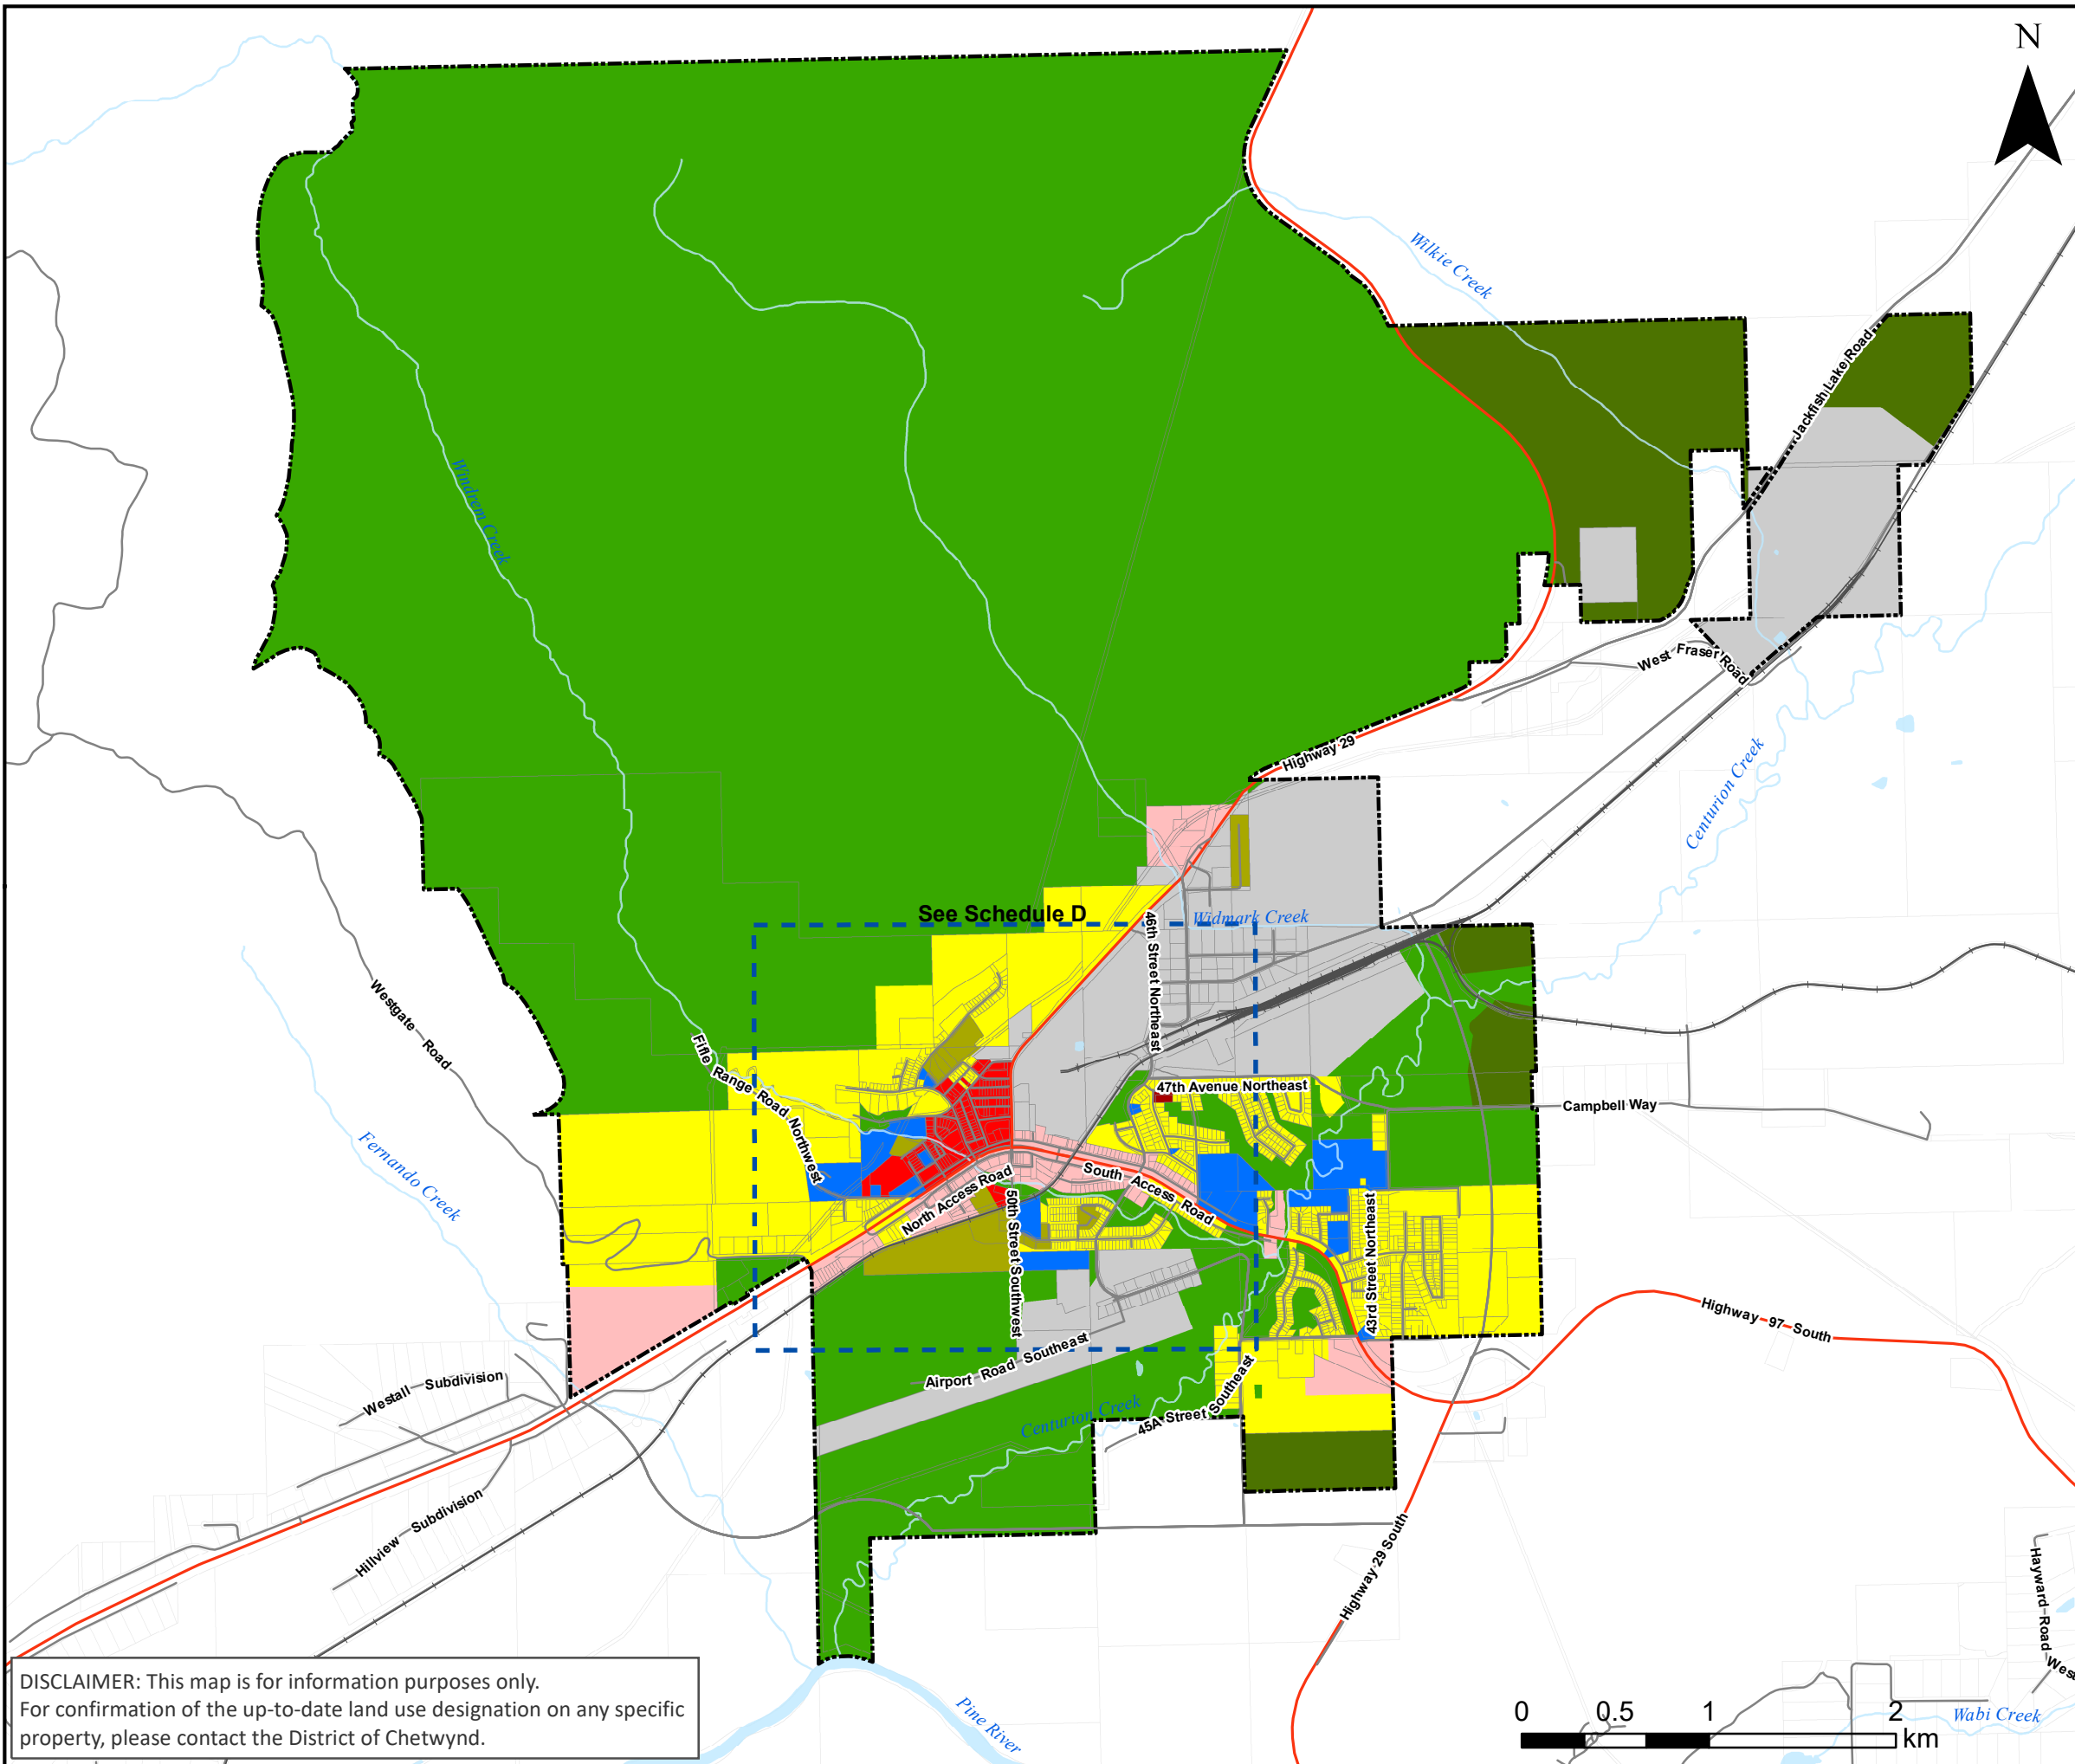 N
Wilkie Creek
Jackfish Lake Road
Windrem Creek
West Fraser Road
Highway 29
Centurion Creek
See Schedule D
Widmark Creek
46th Street Northeast
Westgate Road
Fifle Range Road Northwest
47th Avenue Northeast
Campbell Way
Fernando Creek
North Access Road
South Access Road
50th Street Southwest
43rd Street Northeast
Highway 97 South
Airport Road Southeast
Westall Subdivision
45A Street Southeast
Centurion Creek
Hillview Subdivision
Highway 29 South
Hayward Road
Pine River
Wabi Creek
0 0.5 1 2
km
DISCLAIMER: This map is for information purposes only.
For confirmation of the up-to-date land use designation on any specific
property, please contact the District of Chetwynd.